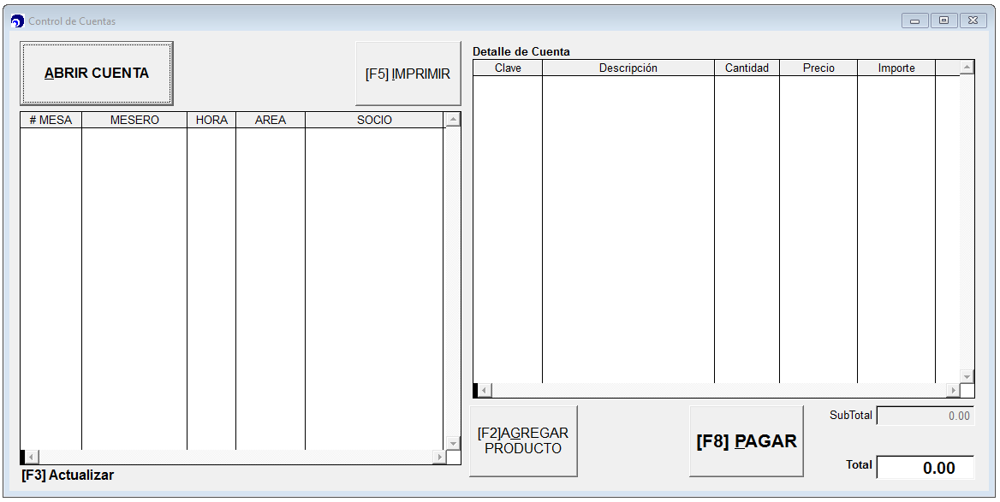 Control de Cuentas
ABRIR CUENTA
[F5] IMPRIMIR
# MESA MESERO HORA AREA SOCIO
[F3] Actualizar
Detalle de Cuenta
Clave Descripción Cantidad Precio Importe
[F2]AGREGAR
PRODUCTO
[F8] PAGAR
SubTotal 0.00
Total 0.00